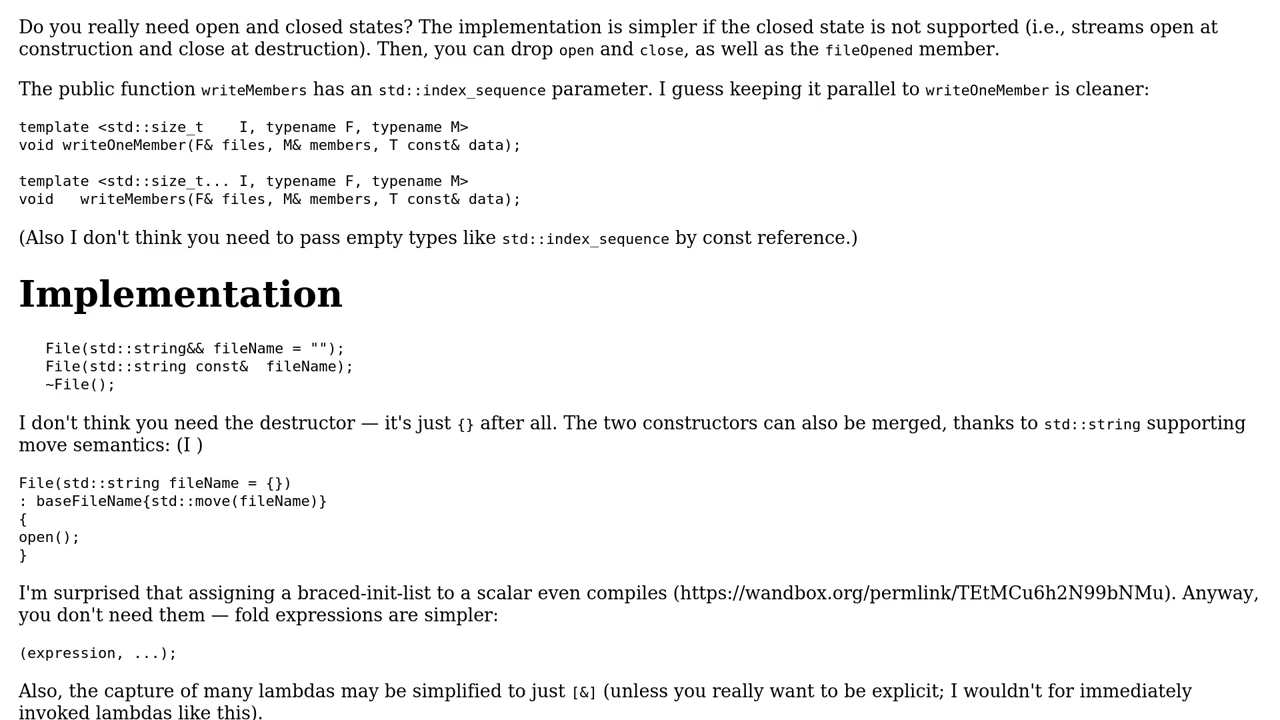 Do you really need open and closed states? The implementation is simpler if the closed state is not supported (i.e., streams open at
construction and close at destruction). Then, you can drop open and close, as well as the fileOpened member.
The public function writeMembers has an std::index_sequence parameter. I guess keeping it parallel to writeOneMember is cleaner:
template <std::size_t    I, typename F, typename M>
void writeOneMember(F& files, M& members, T const& data);
template <std::size_t... I, typename F, typename M>
void   writeMembers(F& files, M& members, T const& data);
(Also I don't think you need to pass empty types like std::index_sequence by const reference.)
Implementation
File(std::string&& fileName = "");
File(std::string const&  fileName);
~File();
I don't think you need the destructor — it's just {} after all. The two constructors can also be merged, thanks to std::string supporting
move semantics: (I )
File(std::string fileName = {})
: baseFileName{std::move(fileName)}
{
open();
}
I'm surprised that assigning a braced-init-list to a scalar even compiles (https://wandbox.org/permlink/TEtMCu6h2N99bNMu). Anyway,
you don't need them — fold expressions are simpler:
(expression, ...);
Also, the capture of many lambdas may be simplified to just [&] (unless you really want to be explicit; I wouldn't for immediately
invoked lambdas like this).